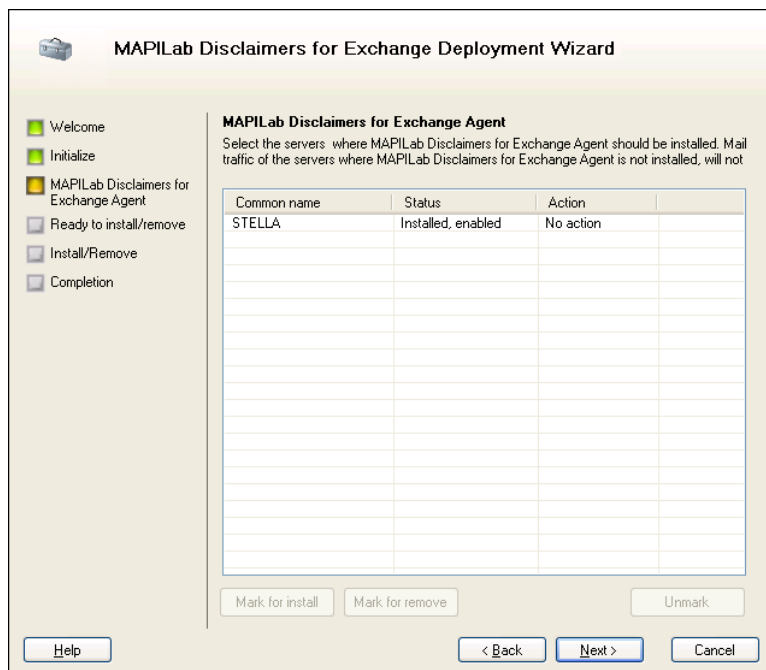 MAPILab Disclaimers for Exchange Deployment Wizard
Welcome
Initialize
MAPILab Disclaimers for
Exchange Agent
Ready to install/remove
Install/Remove
Completion
MAPILab Disclaimers for Exchange Agent
Select the servers where MAPILab Disclaimers for Exchange Agent should be installed. Mail
traffic of the servers where MAPILab Disclaimers for Exchange Agent is not installed, will not
Common name Status Action
STELLA Installed, enabled No action
Mark for install Mark for remove Unmark
Help < Back Next > Cancel